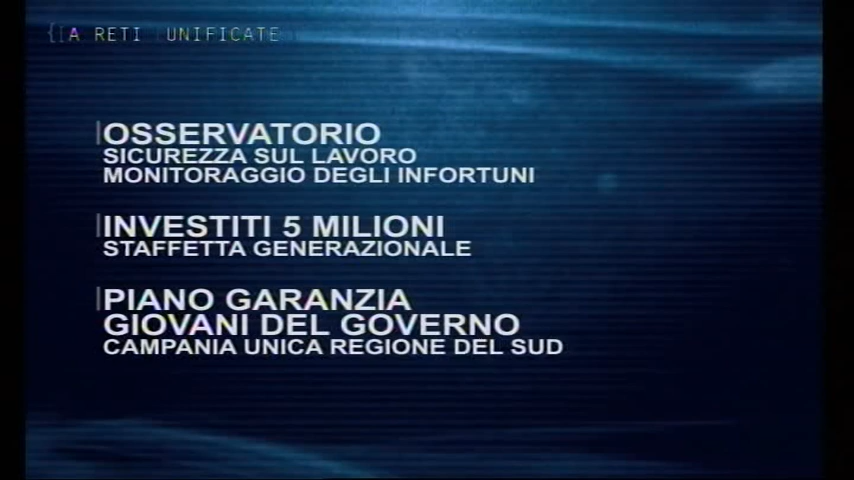 {[A RETI UNIFICATE
OSSERVATORIO
SICUREZZA SUL LAVORO
MONITORAGGIO DEGLI INFORTUNI
INVESTITI 5 MILIONI
STAFFETTA GENERAZIONALE
PIANO GARANZIA
GIOVANI DEL GOVERNO
CAMPANIA UNICA REGIONE DEL SUD